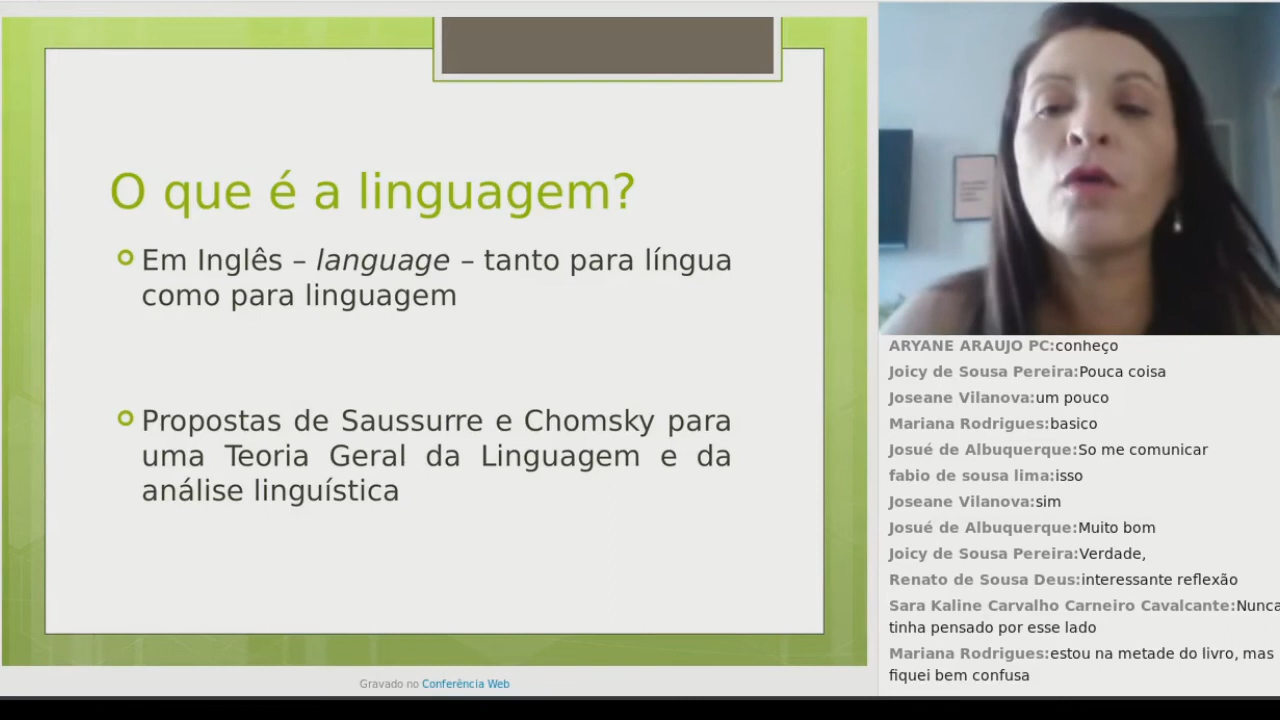 O que é a linguagem?
Em Inglês – language – tanto para língua
como para linguagem
Propostas de Saussurre e Chomsky para
uma Teoria Geral da Linguagem e da
análise linguística
Gravado no Conferência Web
ARYANE ARAUJO PC:conheço
Joicy de Sousa Pereira:Pouca coisa
Joseane Vilanova:um pouco
Mariana Rodrigues:basico
Josué de Albuquerque:So me comunicar
fabio de sousa lima:isso
Joseane Vilanova:sim
Josué de Albuquerque:Muito bom
Joicy de Sousa Pereira:Verdade,
Renato de Sousa Deus:interessante reflexão
Sara Kaline Carvalho Carneiro Cavalcante:Nunca
tinha pensado por esse lado
Mariana Rodrigues:estou na metade do livro, mas
fiquei bem confusa